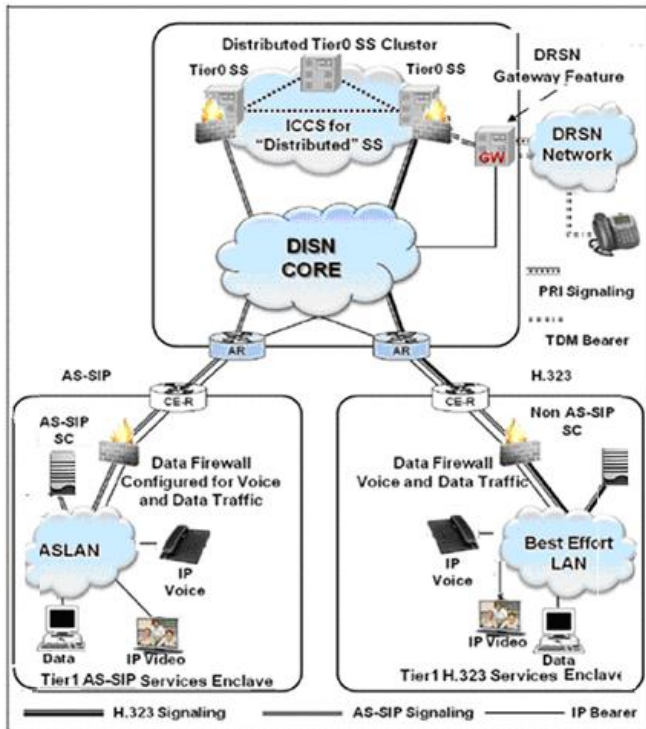 Distributed Tier0 SS Cluster
DRSN
Gateway Feature
Tier0 SS
Tier0 SS
ICCS for
"Distributed" SS
GW
DRSN
Network
DISN
CORE
PRI Signaling
TDM Bearer
AR
AR
AS-SIP
H.323
CE-R
CE-R
AS-SIP
SC
Non AS-SIP
SC
Data Firewall
Configured for Voice
and Data Traffic
Data Firewall
Voice and Data Traffic
ASLAN
IP
Voice
IP
Voice
Best Effort
LAN
Data
IP Video
IP Video
Data
Tier1 AS-SIP Services Enclave
Tier1 H.323 Services Enclave
H.323 Signaling
AS-SIP Signaling
IP Bearer